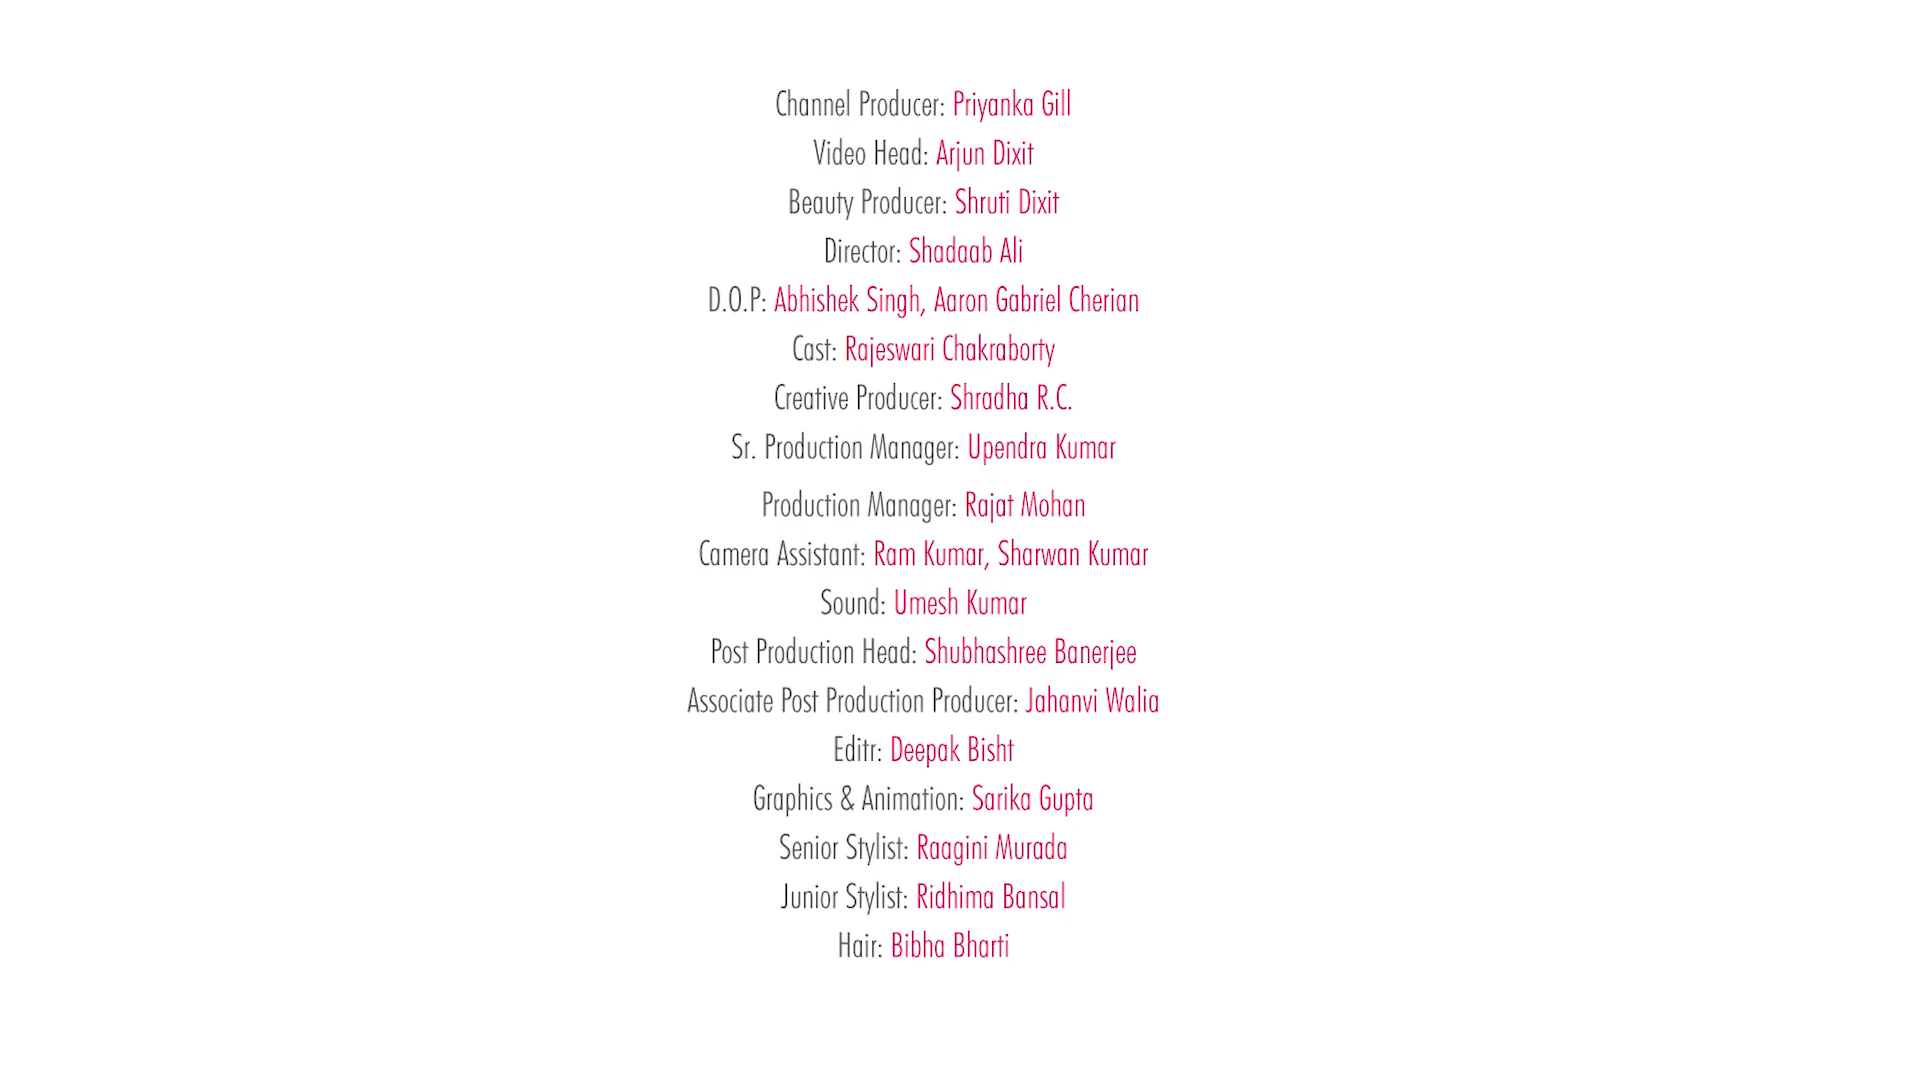 Channel Producer: Priyanka Gill
Video Head: Arjun Dixit
Beauty Producer: Shruti Dixit
Director: Shadaab Ali
D.O.P: Abhishek Singh, Aaron Gabriel Cherian
Cast: Rajeswari Chakraborty
Creative Producer: Shradha R.C.
Sr. Production Manager: Upendra Kumar
Production Manager: Rajat Mohan
Camera Assistant: Ram Kumar, Sharwan Kumar
Sound: Umesh Kumar
Post Production Head: Shubhashree Banerjee
Associate Post Production Producer: Jahanvi Walia
Editr: Deepak Bisht
Graphics & Animation: Sarika Gupta
Senior Stylist: Raagini Murada
Junior Stylist: Ridhima Bansal
Hair: Bibha Bharti